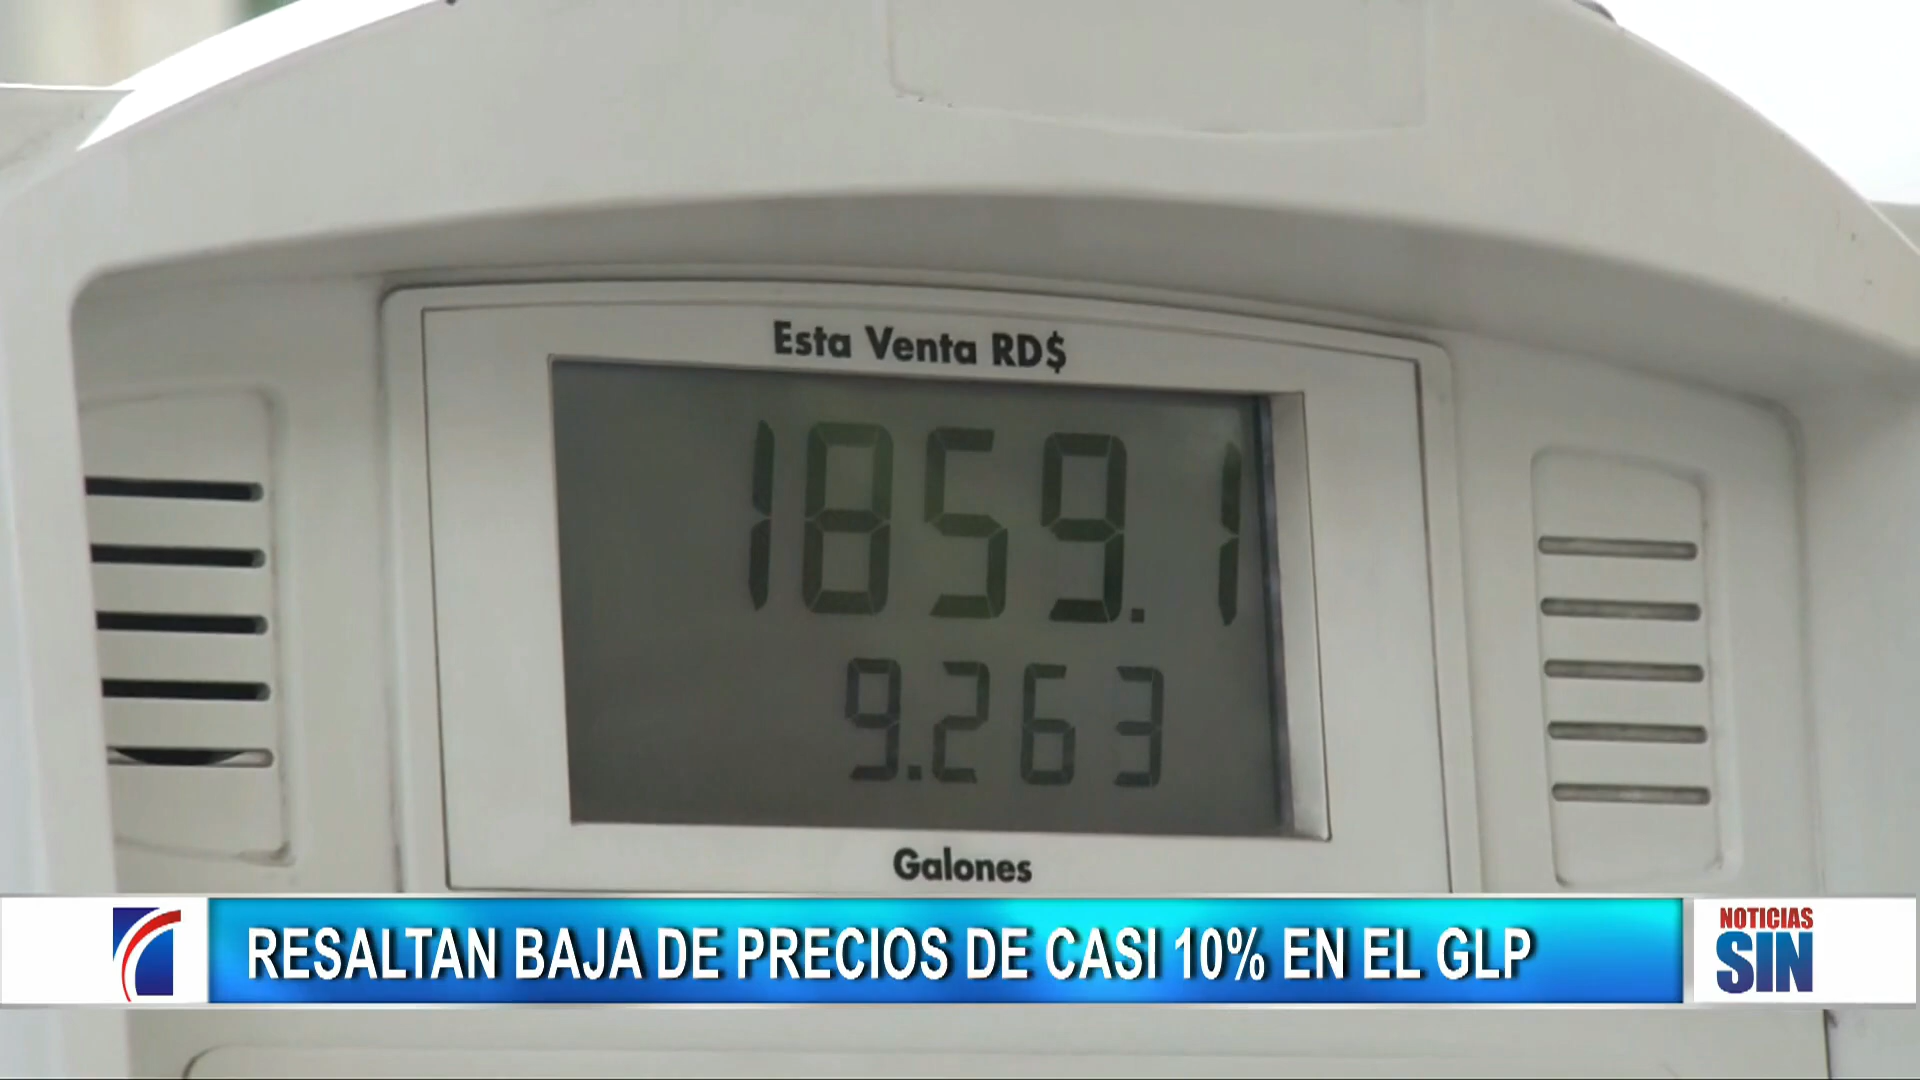 Esta Venta RD$
1859.1
9.263
Galones
RESALTAN BAJA DE PRECIOS DE CASI 10% EN EL GLP
NOTICIAS
SIN